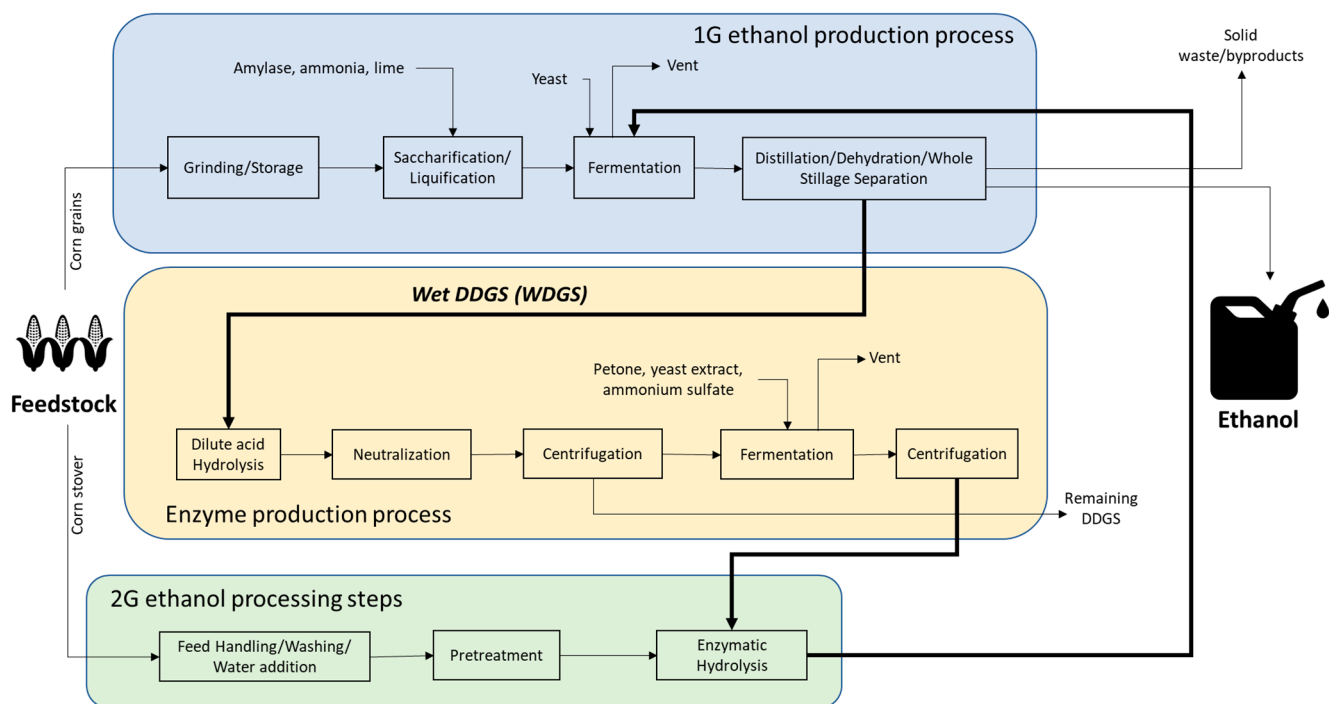 1G ethanol production process
Solid
waste/byproducts
Amylase, ammonia, lime
Yeast
Vent
Grinding/Storage
Saccharification/
Liquification
Fermentation
Distillation/Dehydration/Whole
Stillage Separation
Corn grains
Feedstock
Corn stover
Wet DDGS (WDGS)
Petone, yeast extract,
ammonium sulfate
Vent
Dilute acid
Hydrolysis
Neutralization
Centrifugation
Fermentation
Centrifugation
Enzyme production process
Remaining
DDGS
Ethanol
2G ethanol processing steps
Feed Handling/Washing/
Water addition
Pretreatment
Enzymatic
Hydrolysis